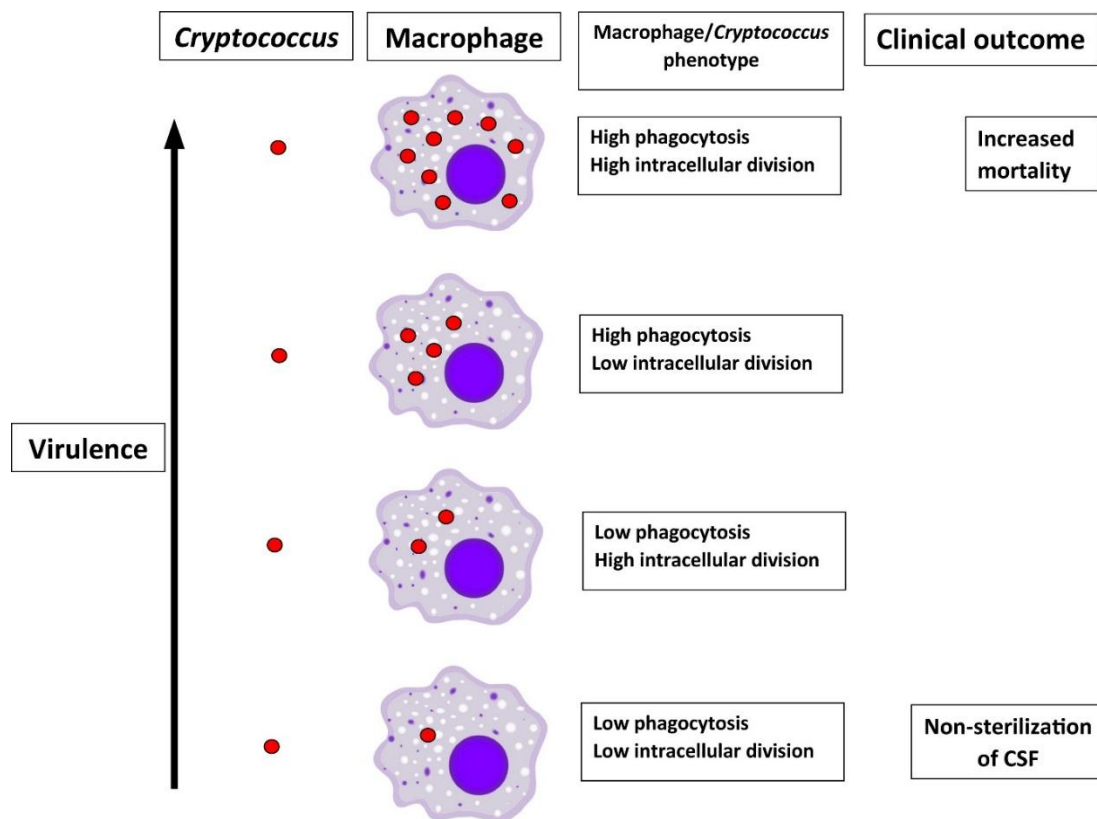 Cryptococcus
Macrophage
Macrophage/Cryptococcus
phenotype
Clinical outcome
High phagocytosis
High intracellular division
Increased
mortality
High phagocytosis
Low intracellular division
Virulence
Low phagocytosis
High intracellular division
Low phagocytosis
Low intracellular division
Non-sterilization
of CSF